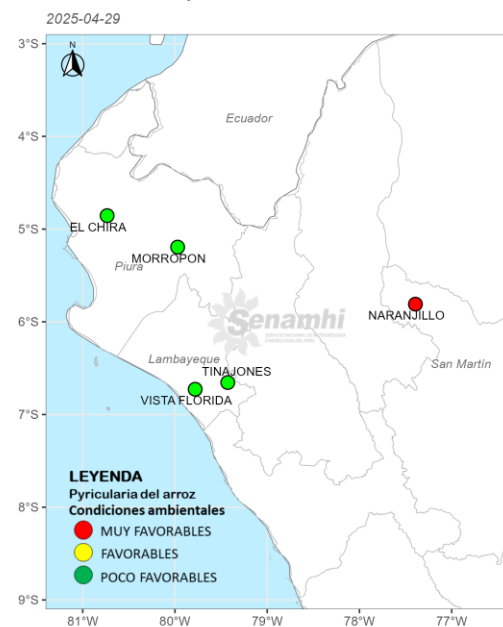 2025-04-29
N
3°S
4°S
5°S
6°S
7°S
8°S
9°S
Ecuador
EL CHIRA
MORROPON
Piura
NARANJILLO
Senamhi
Lambayeque
TINAJONES
San Martín
VISTA FLORIDA
LEYENDA
Pyricularia del arroz
Condiciones ambientales
MUY FAVORABLES
FAVORABLES
POCO FAVORABLES
81°W 80°W 79°W 78°W 77°W